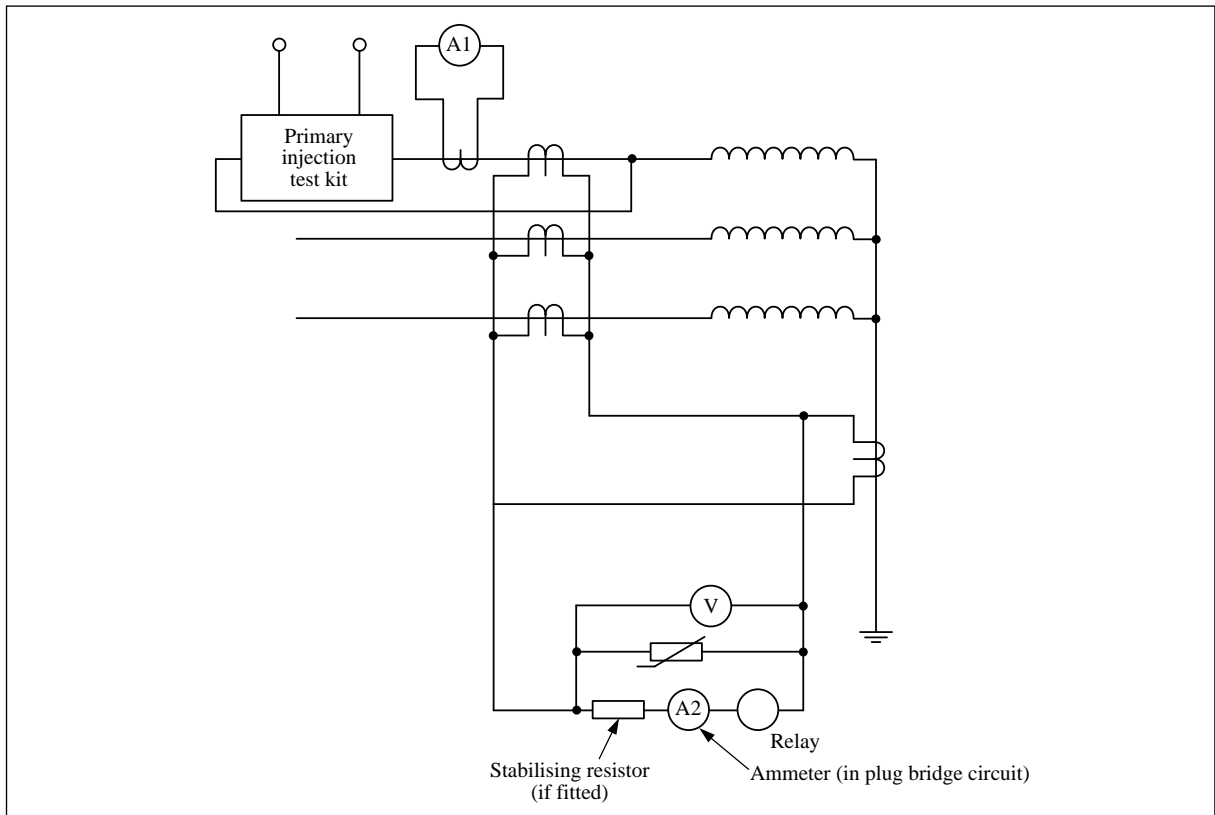 A1
Primary
injection
test kit
V
A2
Relay
Stabilising resistor
(if fitted)
Ammeter (in plug bridge circuit)